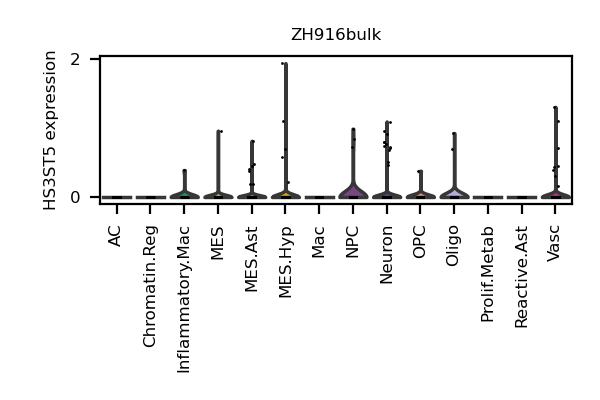 ZH916bulk
HS3ST5 expression
2
0
AC
Chromatin.Reg
Inflammatory.Mac
MES
MES.Ast
MES.Hyp
Mac
NPC
Neuron
OPC
Oligo
Prolif.Metab
Reactive.Ast
Vasc